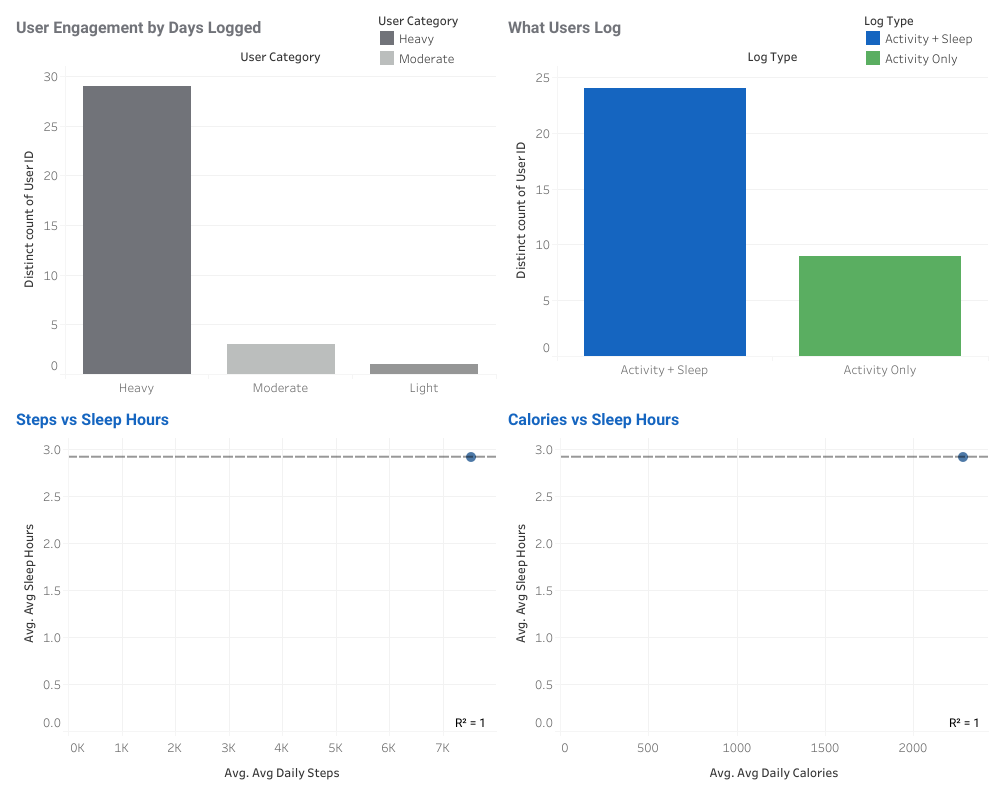 User Engagement by Days Logged
User Category
Heavy
Moderate
User Category
30
25
20
15
10
5
0
Distinct count of User ID
Heavy
Moderate
Light
What Users Log
Log Type
Activity + Sleep
Activity Only
Log Type
25
20
15
10
5
0
Distinct count of User ID
Activity + Sleep
Activity Only
Steps vs Sleep Hours
3.0
2.5
2.0
1.5
1.0
0.5
0.0
Avg. Avg Sleep Hours
R² = 1
0K
1K
2K
3K
4K
5K
6K
7K
Avg. Avg Daily Steps
Calories vs Sleep Hours
3.0
2.5
2.0
1.5
1.0
0.5
0.0
Avg. Avg Sleep Hours
R² = 1
0
500
1000
1500
2000
Avg. Avg Daily Calories